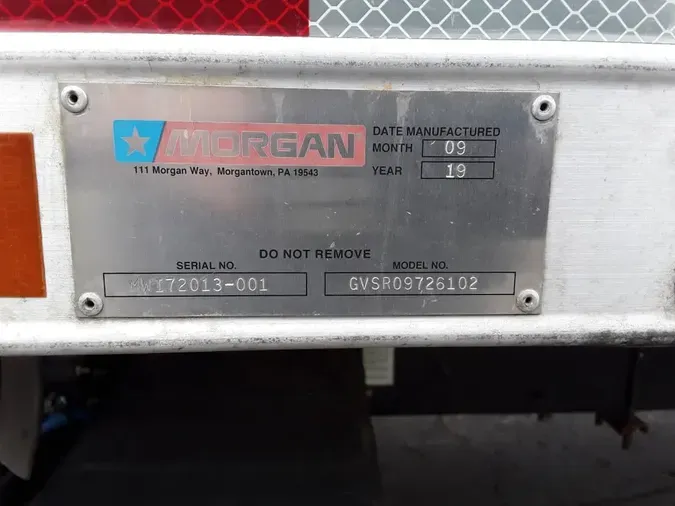 MORGAN
111 Morgan Way, Morgantown, PA 19543
DATE MANUFACTURED
MONTH 09
YEAR 19
DO NOT REMOVE
SERIAL NO. MODEL NO.
MW172013-001 GVSR09726102